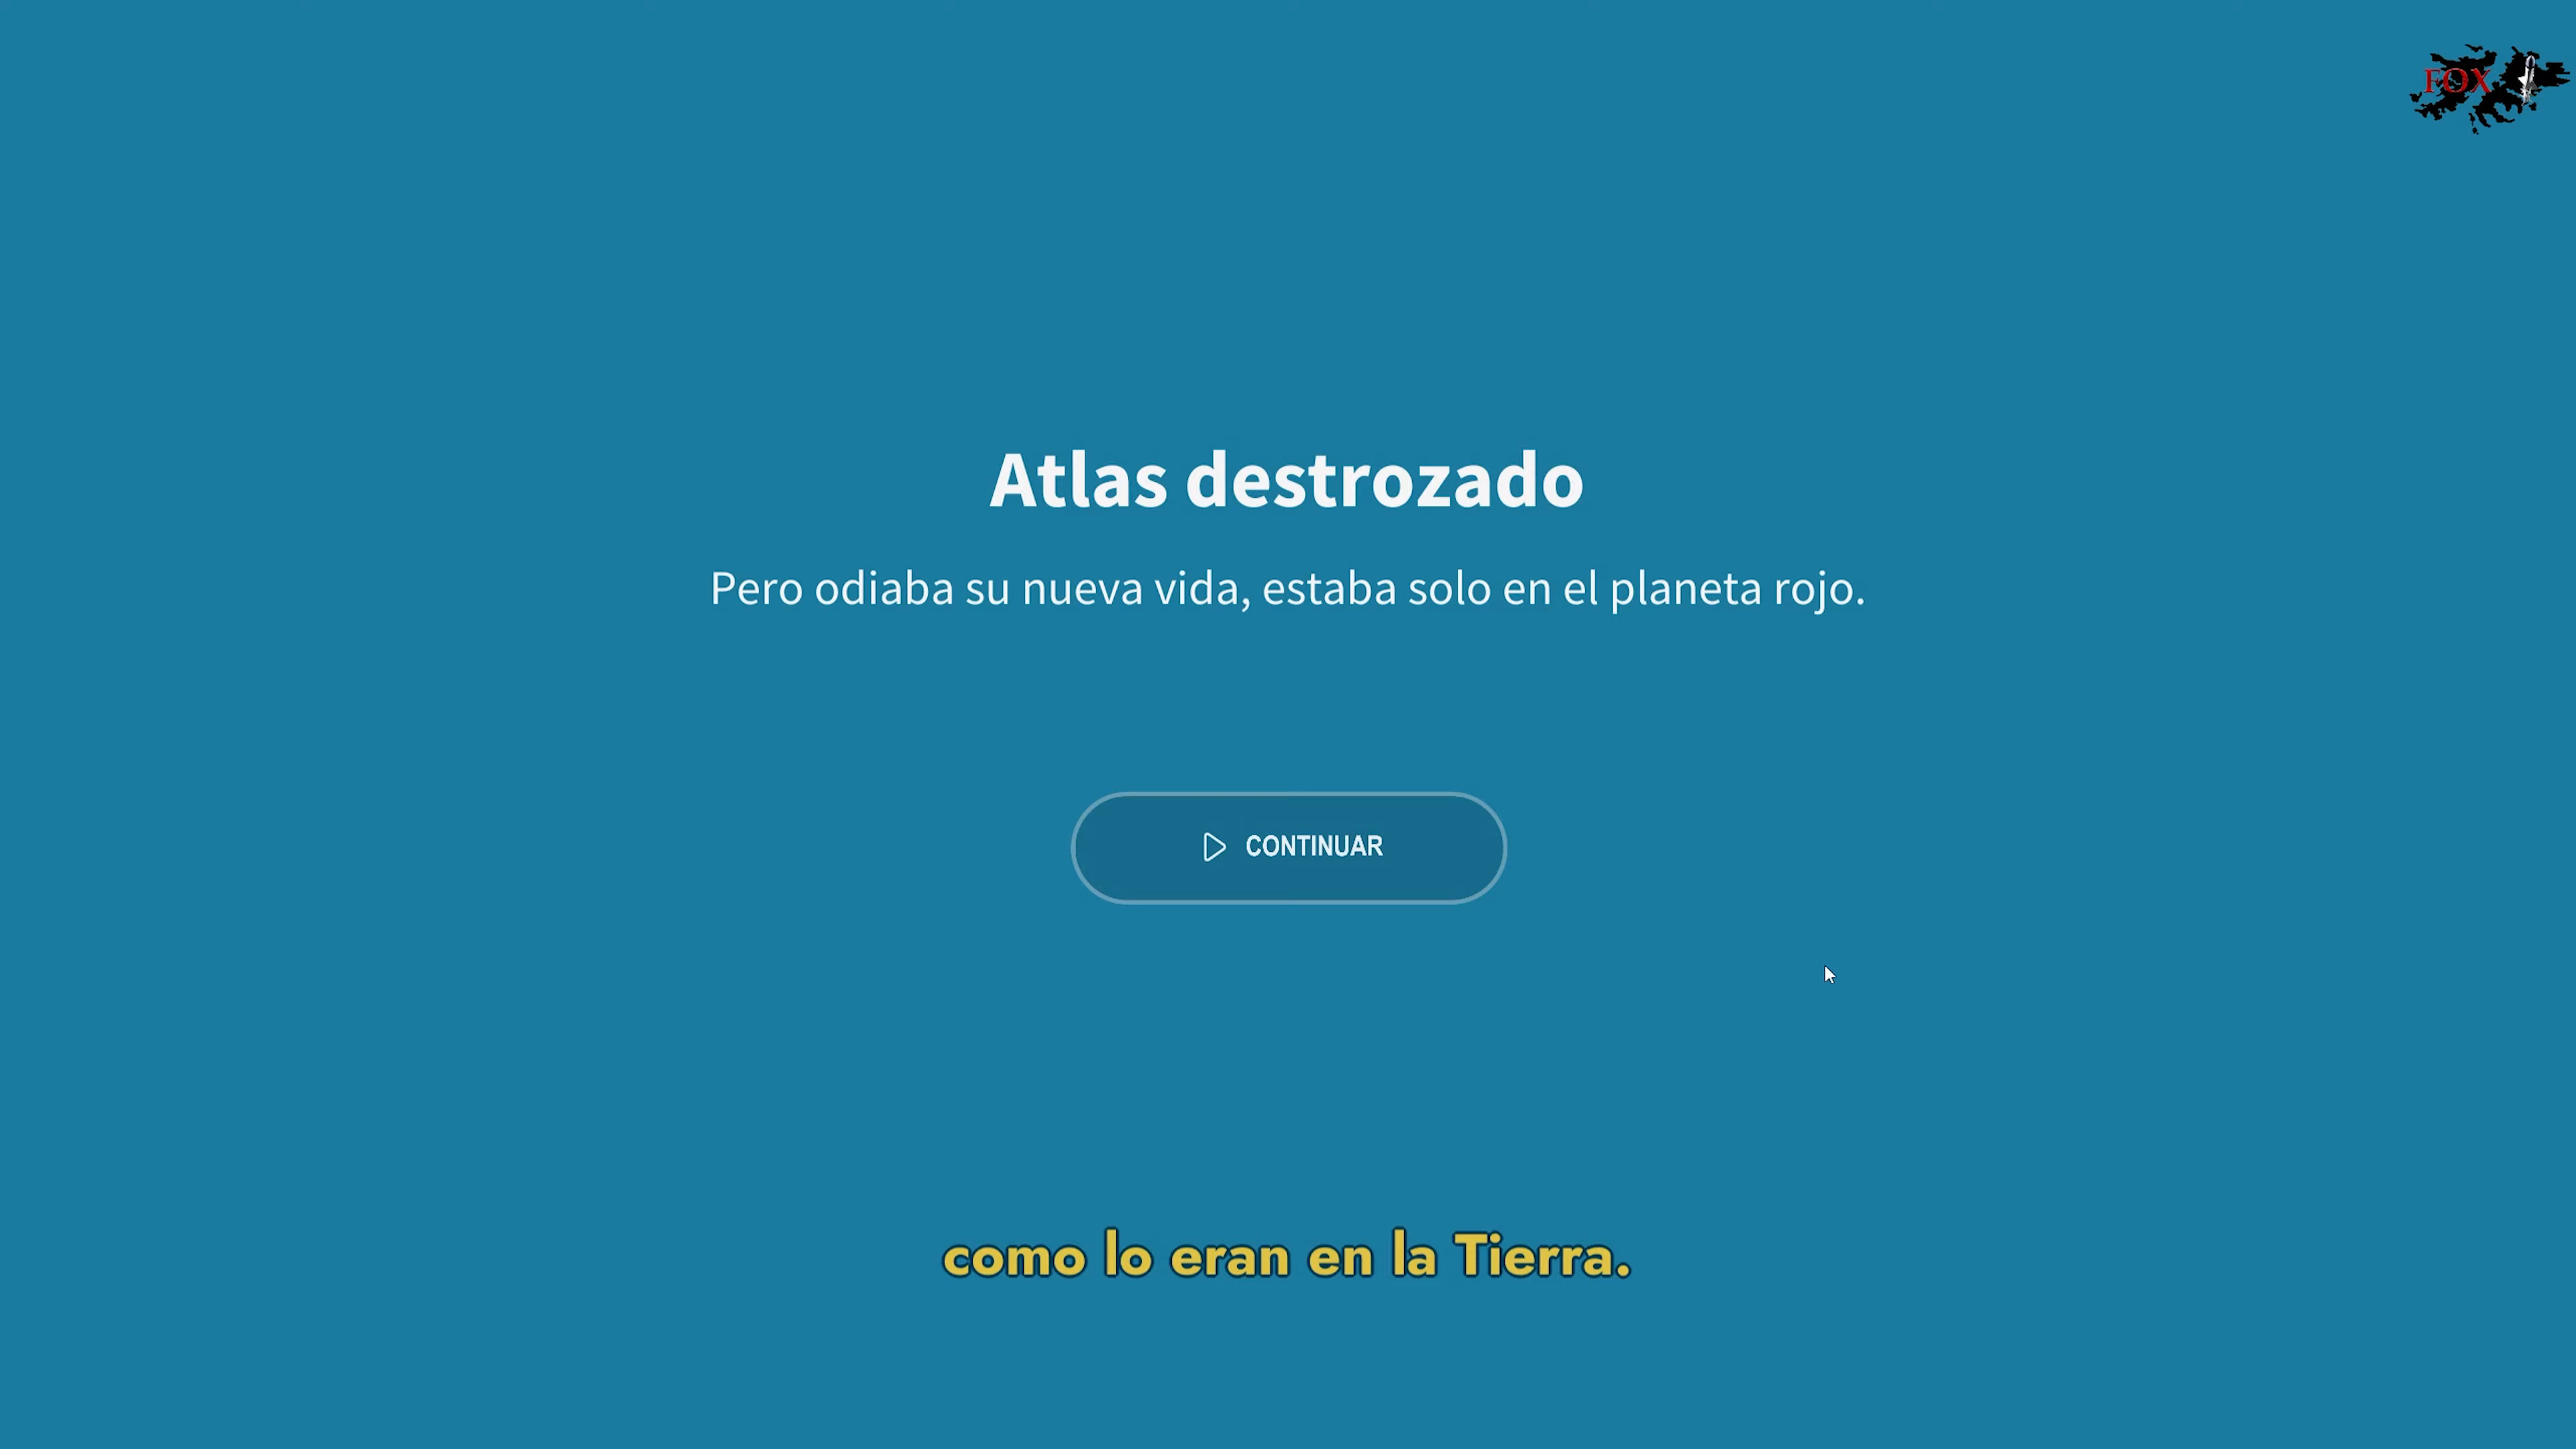 FOX
Atlas destrozado
Pero odiaba su nueva vida, estaba solo en el planeta rojo.
CONTINUAR
como lo eran en la Tierra.